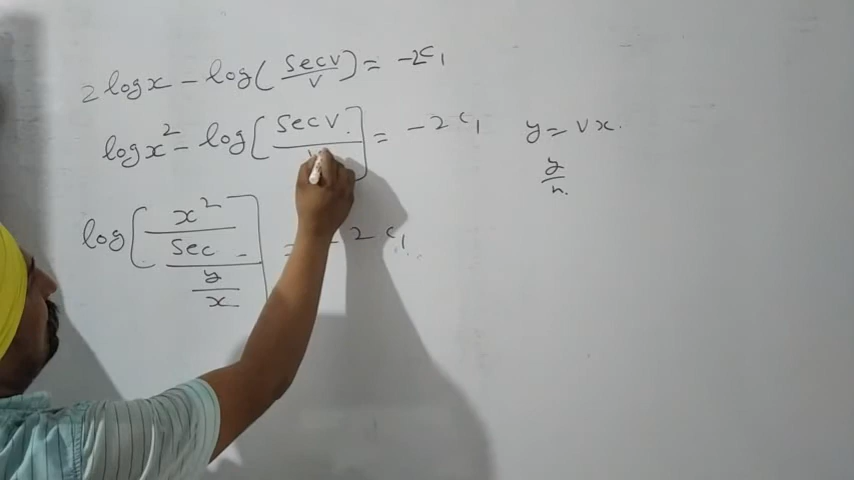 2 log x - log( sec v / v ) = -2c₁
log x² - log[ sec v / v ] = -2c₁
y = vx.
y / x.
log[ x² / sec / y / x ] = -2c₁